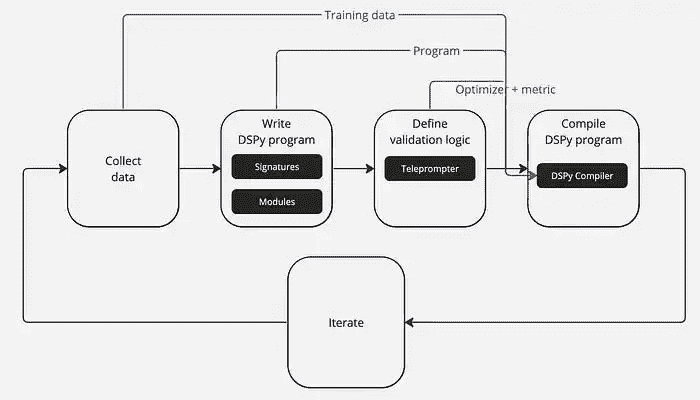 Training data
Program
Optimizer + metric
Collect
data
Write
DSPy program
Signatures
Modules
Define
validation logic
Teleprompter
Compile
DSPy program
DSPy Compiler
Iterate